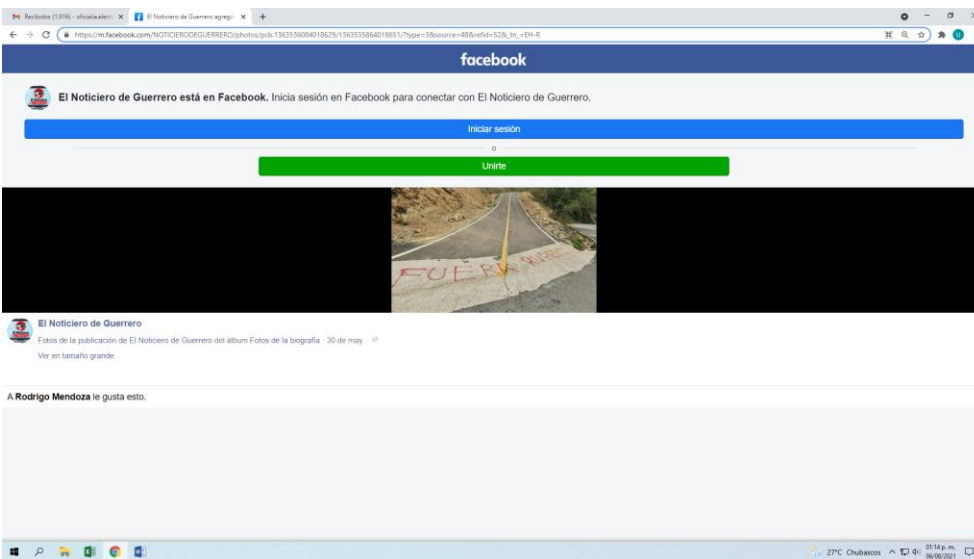 Recibidos (1,816) - oficialia.elect
El Noticiero de Guerrero agregó
https://m.facebook.com/NOTICIERODEGUERRERO/photos/pcb.1363536084018629/1363535864018651/?type=3&source=48&refid=52&_tn_=EH-R
facebook
El Noticiero de Guerrero está en Facebook. Inicia sesión en Facebook para conectar con El Noticiero de Guerrero.
Iniciar sesión
o
Unirte
FUERA
El Noticiero de Guerrero
Fotos de la publicación de El Noticiero de Guerrero del álbum Fotos de la biografía · 30 de may. ·
Ver en tamaño grande
A Rodrigo Mendoza le gusta esto.
27°C Chubascos
01:14 p. m.
06/08/2021